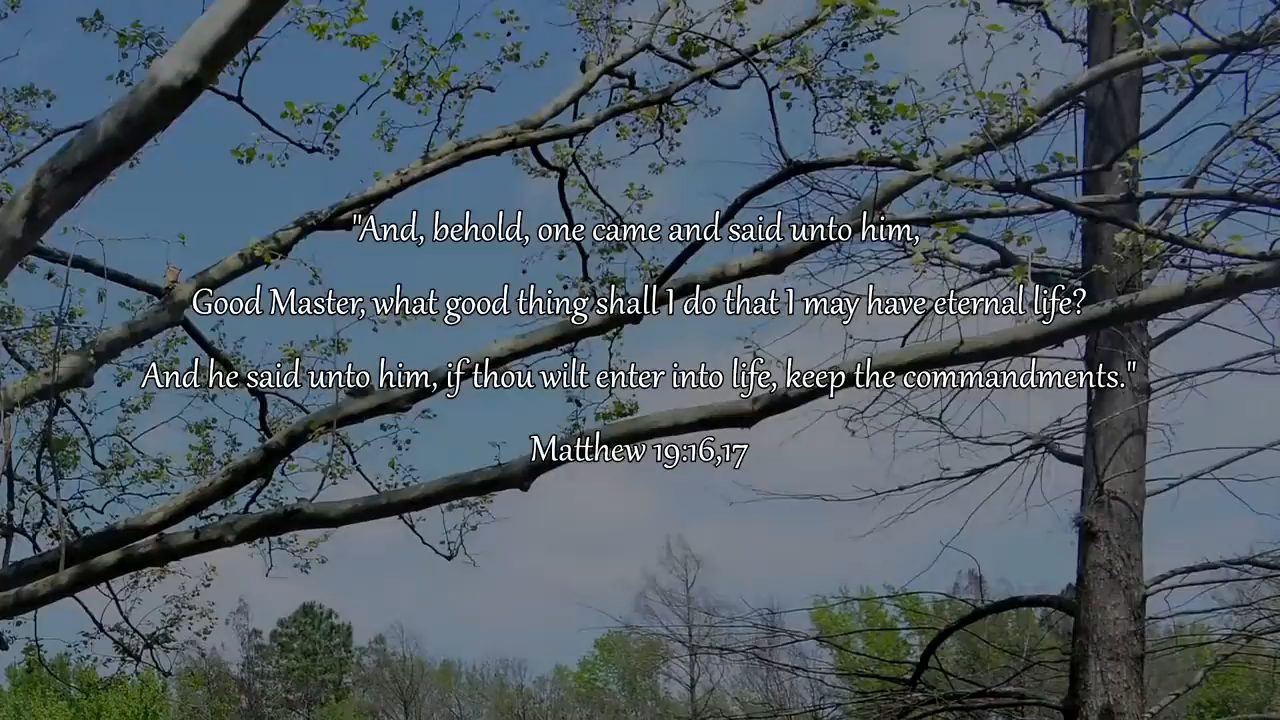 "And, behold, one came and said unto him,
Good Master, what good thing shall I do that I may have eternal life?
And he said unto him, if thou wilt enter into life, keep the commandments."
Matthew 19:16,17